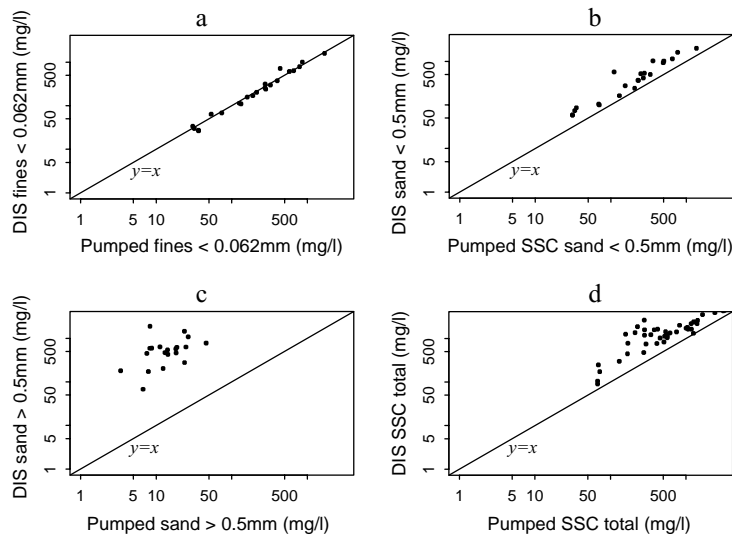 a
DIS fines < 0.062mm (mg/l)
500
50
5
1
y=x
1 5 10 50 500
Pumped fines < 0.062mm (mg/l)
b
DIS sand < 0.5mm (mg/l)
500
50
5
1
y=x
1 5 10 50 500
Pumped SSC sand < 0.5mm (mg/l)
c
DIS sand > 0.5mm (mg/l)
500
50
5
1
y=x
1 5 10 50 500
Pumped sand > 0.5mm (mg/l)
d
DIS SSC total (mg/l)
500
50
5
1
y=x
1 5 10 50 500
Pumped SSC total (mg/l)